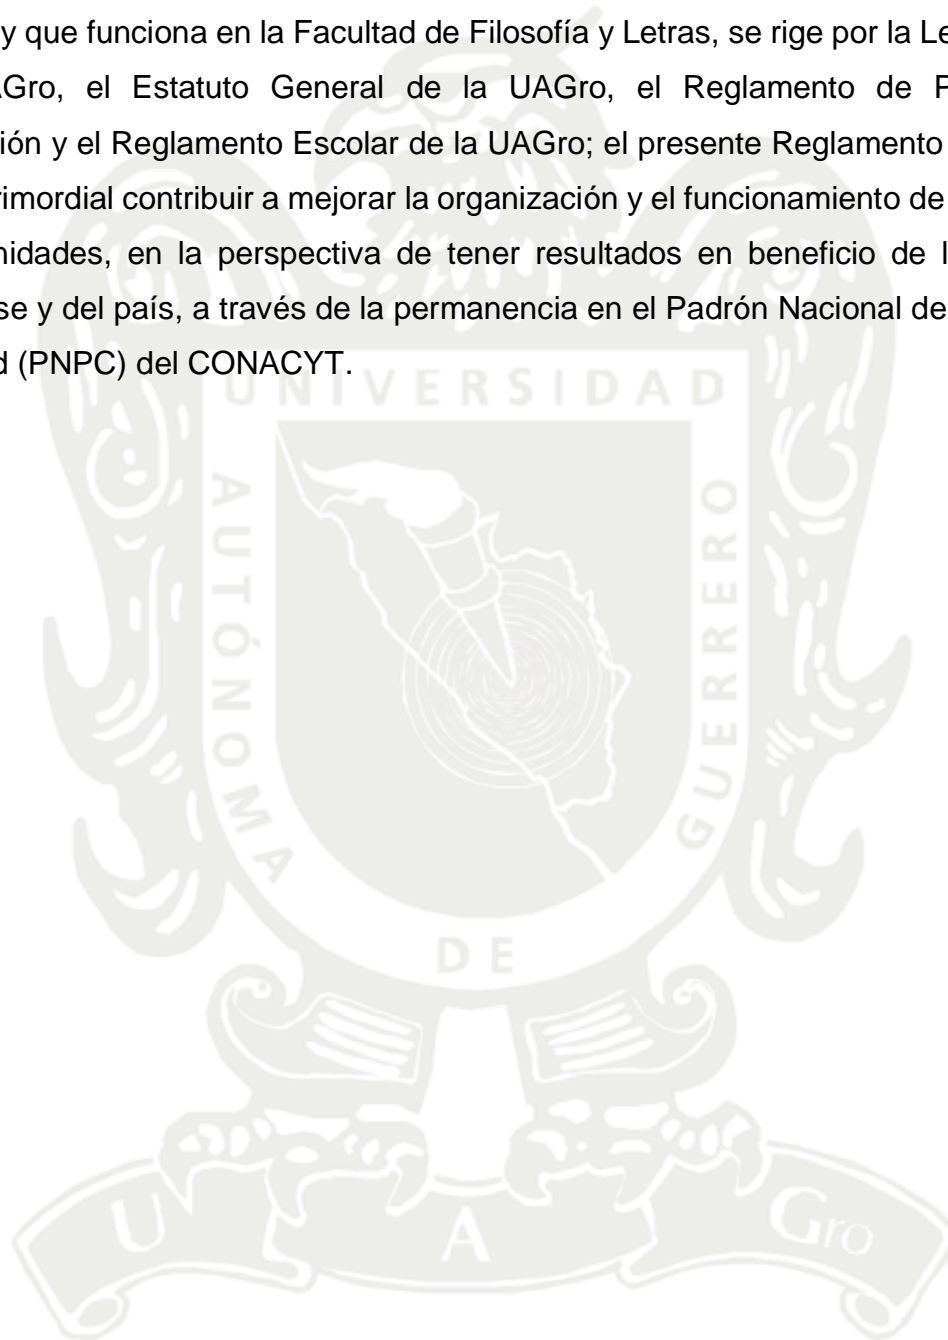 y que funciona en la Facultad de Filosofía y Letras, se rige por la Le
Gro, el Estatuto General de la UAGro, el Reglamento de
ión y el Reglamento Escolar de la UAGro; el presente Reglamento
rimordial contribuir a mejorar la organización y el funcionamiento de
nidades, en la perspectiva de tener resultados en beneficio de l
se y del país, a través de la permanencia en el Padrón Nacional de
d (PNPC) del CONACYT.
UNIVERSIDAD
AUTÓNOMA
DE
GUERRERO
U A Gro